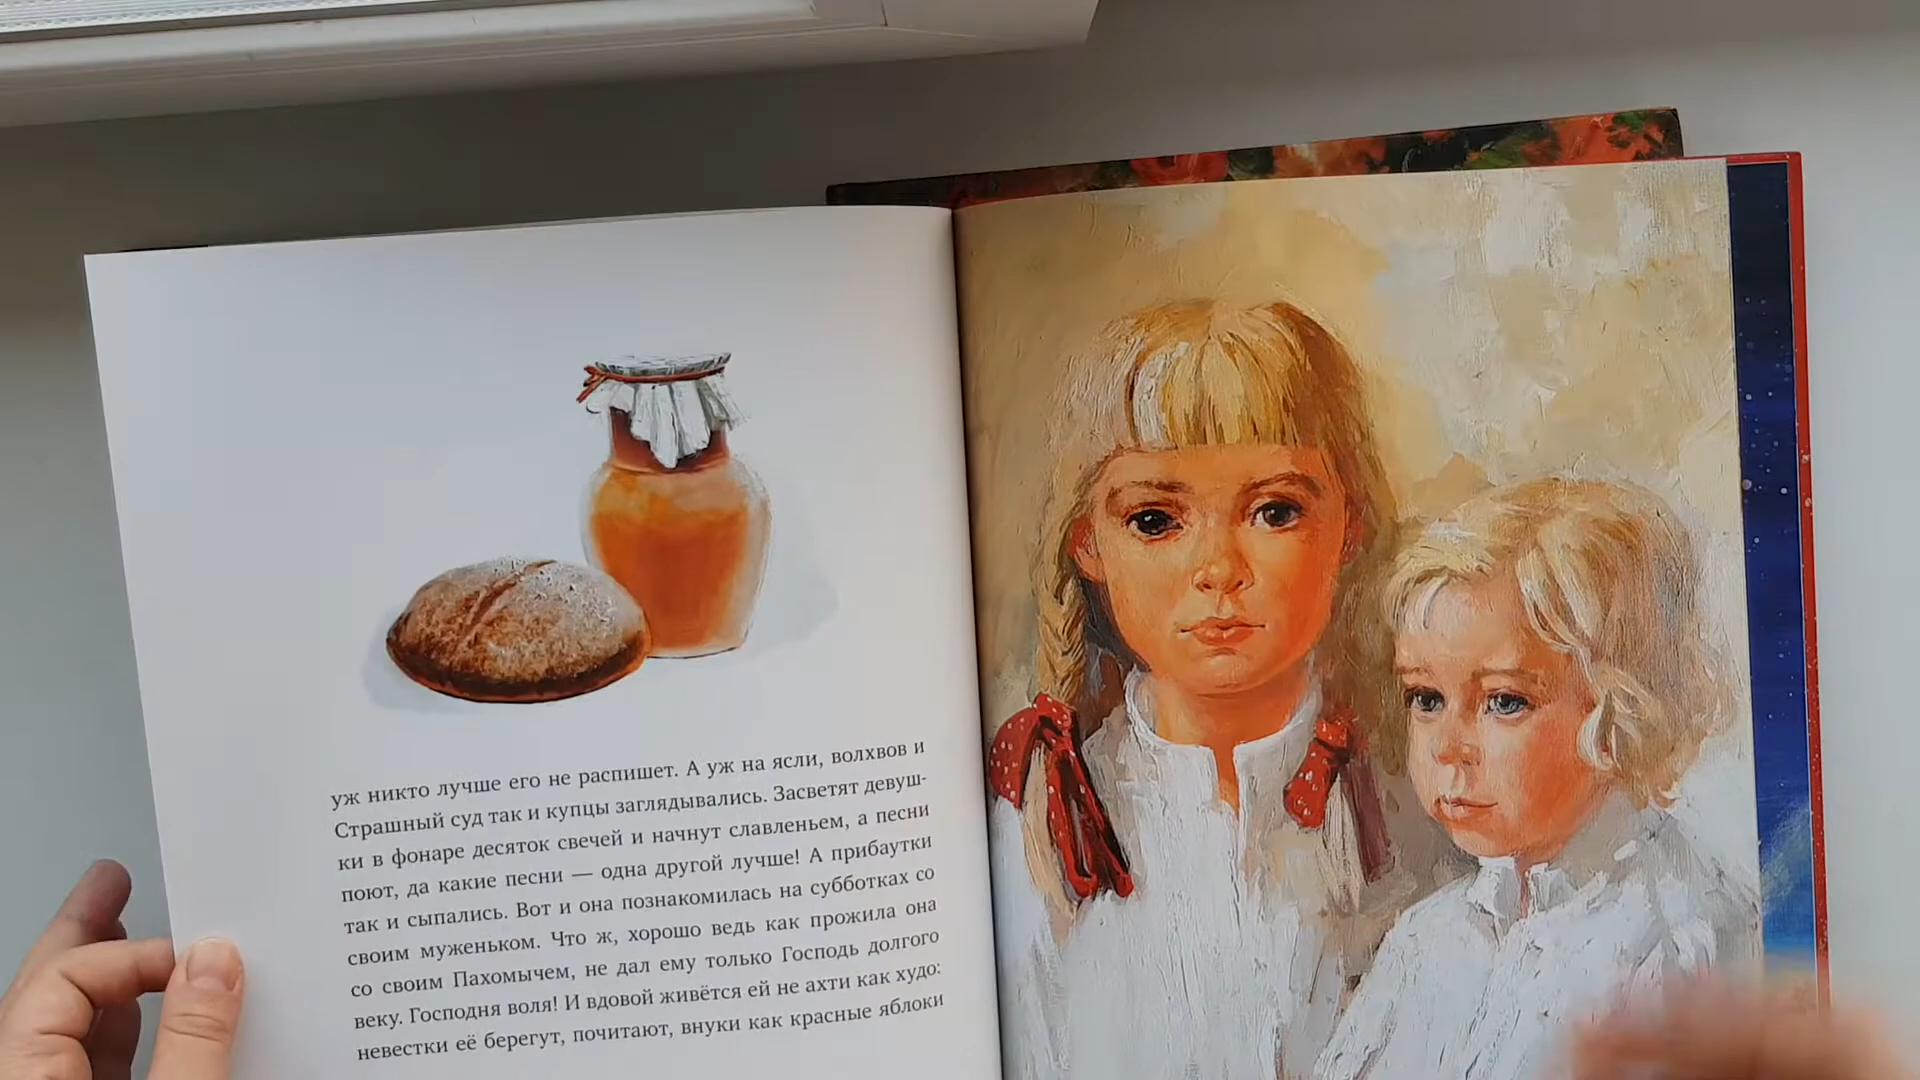 уж никто лучше его не распишет. А уж на ясли, волхвов и
Страшный суд так и купцы заглядывались. Засветят девуш-
ки в фонаре десяток свечей и начнут славленьем, а песни
поют, да какие песни — одна другой лучше! А прибаутки
так и сыпались. Вот и она познакомилась на субботках со
своим муженьком. Что ж, хорошо ведь как прожила она
со своим Пахомычем, не дал ему только Господь долгого
веку. Господня воля! И вдовой живётся ей не ахти как худо:
невестки её берегут, почитают, внуки как красные яблоки